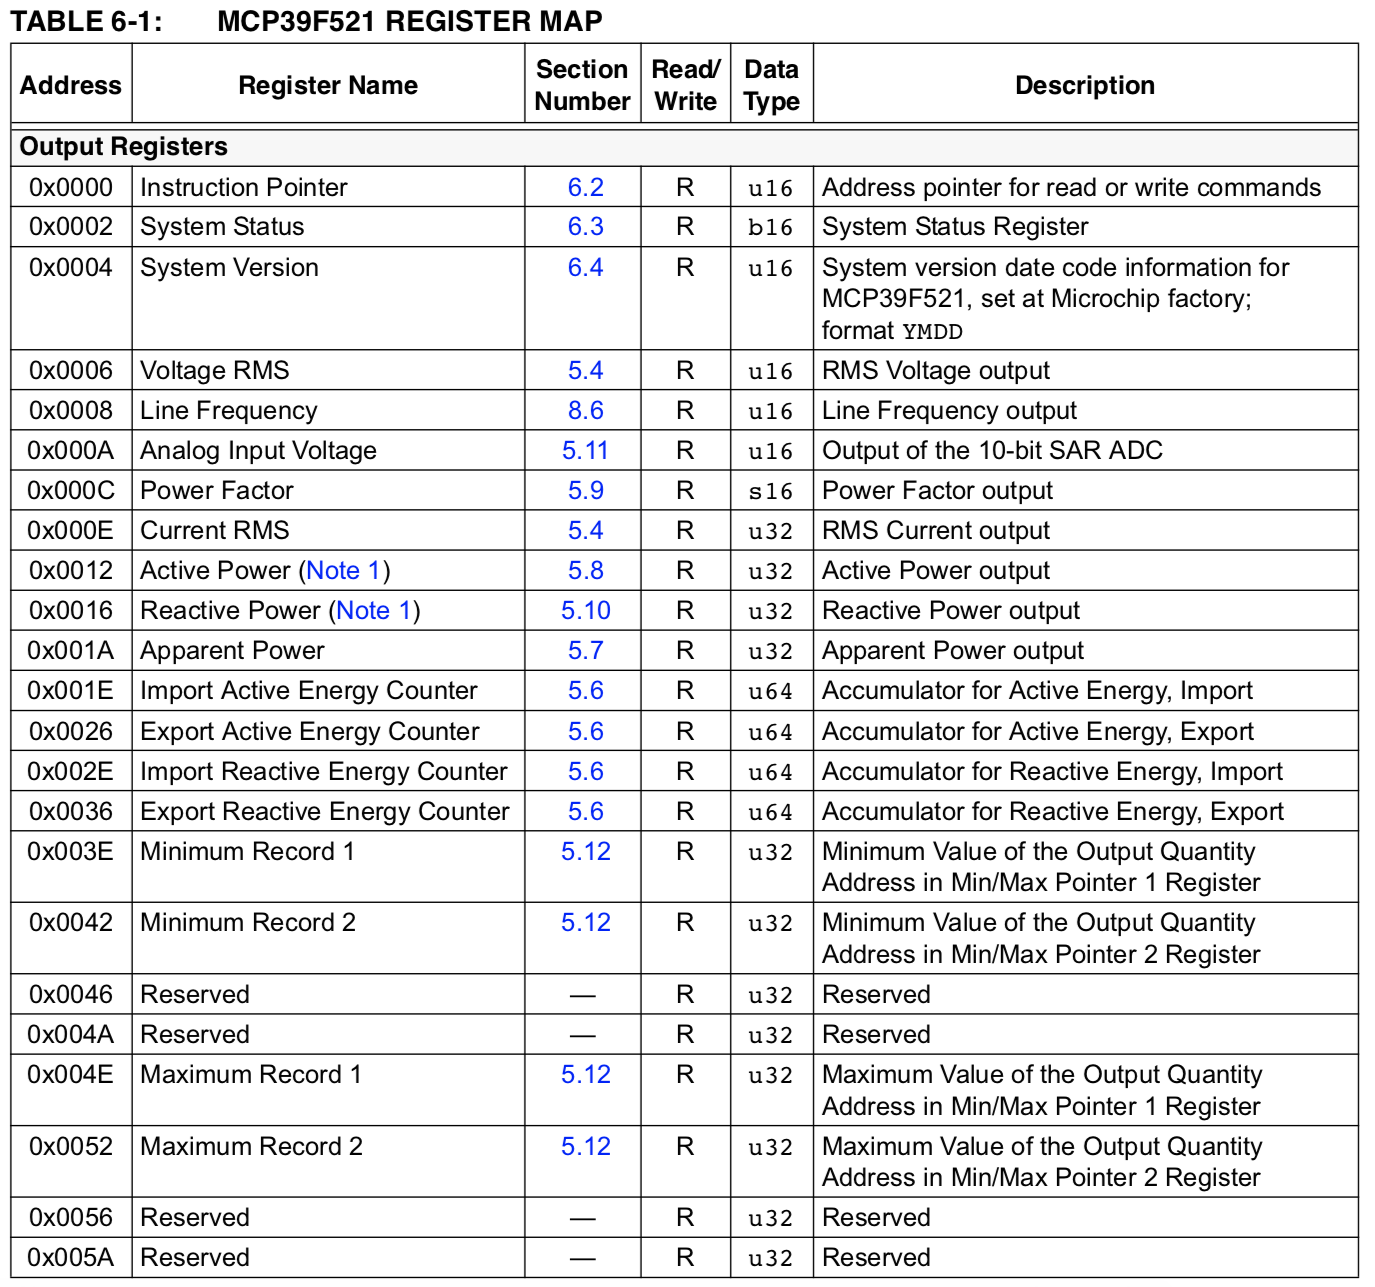 TABLE 6-1: MCP39F521 REGISTER MAP
Address Register Name Section Number Read/ Write Data Type Description
Output Registers
0x0000 Instruction Pointer 6.2 R u16 Address pointer for read or write commands
0x0002 System Status 6.3 R b16 System Status Register
0x0004 System Version 6.4 R u16 System version date code information for
MCP39F521, set at Microchip factory;
format YMDD
0x0006 Voltage RMS 5.4 R u16 RMS Voltage output
0x0008 Line Frequency 8.6 R u16 Line Frequency output
0x000A Analog Input Voltage 5.11 R u16 Output of the 10-bit SAR ADC
0x000C Power Factor 5.9 R s16 Power Factor output
0x000E Current RMS 5.4 R u32 RMS Current output
0x0012 Active Power (Note 1) 5.8 R u32 Active Power output
0x0016 Reactive Power (Note 1) 5.10 R u32 Reactive Power output
0x001A Apparent Power 5.7 R u32 Apparent Power output
0x001E Import Active Energy Counter 5.6 R u64 Accumulator for Active Energy, Import
0x0026 Export Active Energy Counter 5.6 R u64 Accumulator for Active Energy, Export
0x002E Import Reactive Energy Counter 5.6 R u64 Accumulator for Reactive Energy, Import
0x0036 Export Reactive Energy Counter 5.6 R u64 Accumulator for Reactive Energy, Export
0x003E Minimum Record 1 5.12 R u32 Minimum Value of the Output Quantity
Address in Min/Max Pointer 1 Register
0x0042 Minimum Record 2 5.12 R u32 Minimum Value of the Output Quantity
Address in Min/Max Pointer 2 Register
0x0046 Reserved — R u32 Reserved
0x004A Reserved — R u32 Reserved
0x004E Maximum Record 1 5.12 R u32 Maximum Value of the Output Quantity
Address in Min/Max Pointer 1 Register
0x0052 Maximum Record 2 5.12 R u32 Maximum Value of the Output Quantity
Address in Min/Max Pointer 2 Register
0x0056 Reserved — R u32 Reserved
0x005A Reserved — R u32 Reserved